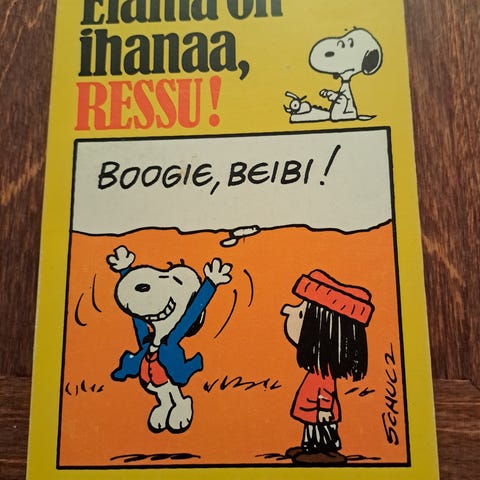 Elämä on
ihanaa,
RESSU!
BOOGIE, BEIBI!
SCHULZ